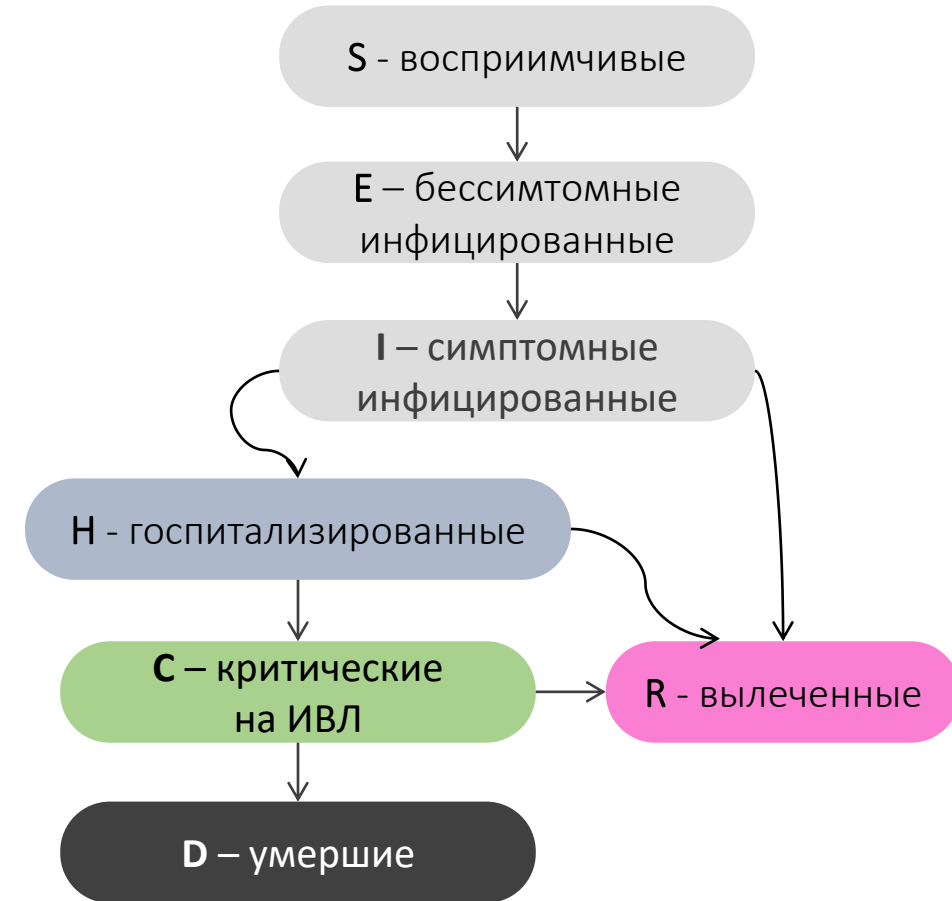 S - восприимчивые
E – бессимтомные
инфицированные
I – симптомные
инфицированные
H - госпитализированные
C – критические
на ИВЛ
R - вылеченные
D – умершие